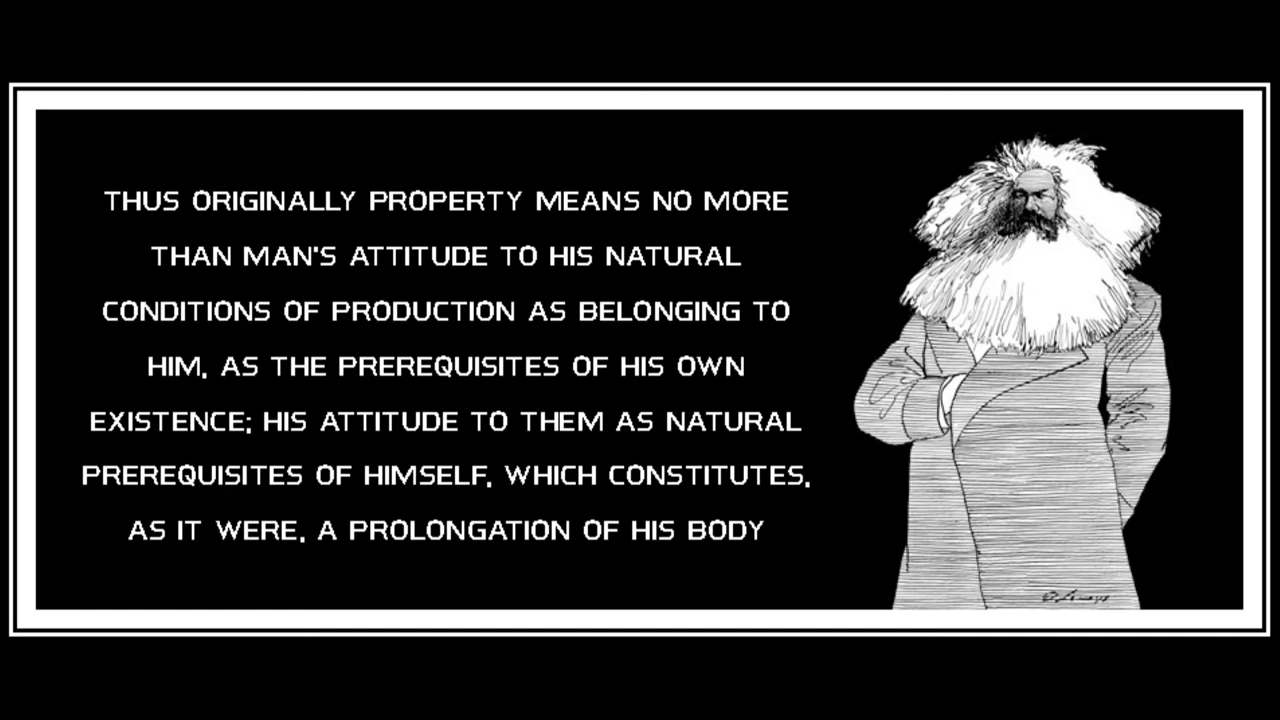 THUS ORIGINALLY PROPERTY MEANS NO MORE
THAN MAN'S ATTITUDE TO HIS NATURAL
CONDITIONS OF PRODUCTION AS BELONGING TO
HIM, AS THE PREREQUISITES OF HIS OWN
EXISTENCE; HIS ATTITUDE TO THEM AS NATURAL
PREREQUISITES OF HIMSELF, WHICH CONSTITUTES,
AS IT WERE, A PROLONGATION OF HIS BODY